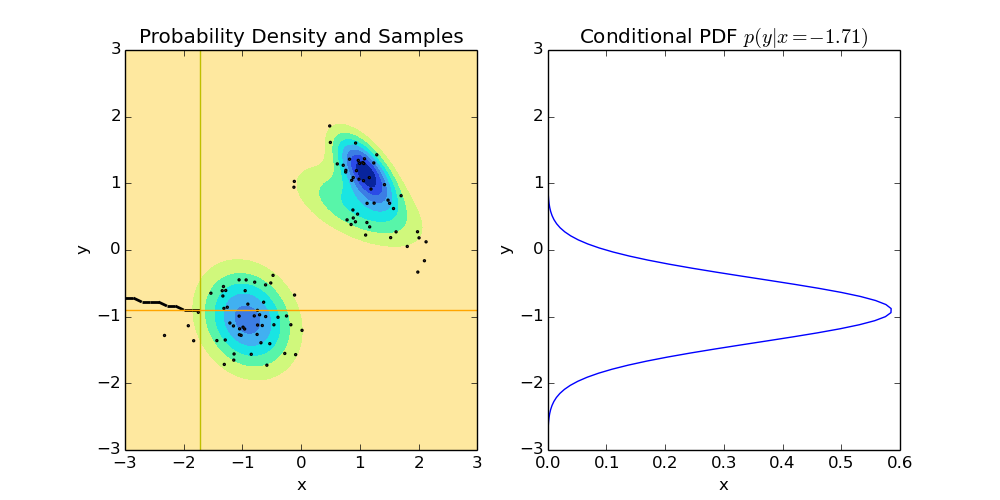 Probability Density and Samples
3
2
1
0
−1
−2
−3
y
−3 −2 −1 0 1 2 3
x
Conditional PDF p(y|x=−1.71)
3
2
1
0
−1
−2
−3
y
0.0 0.1 0.2 0.3 0.4 0.5 0.6
x